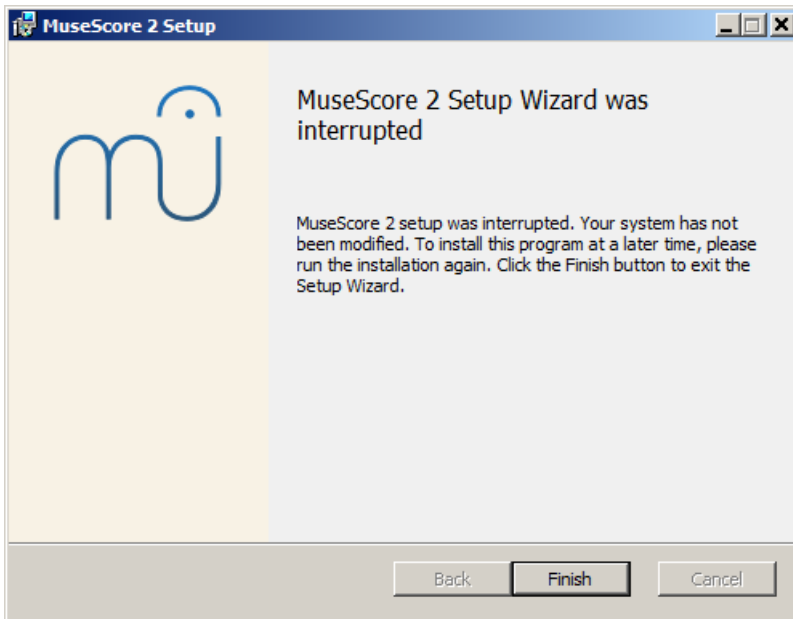 MuseScore 2 Setup
MuseScore 2 Setup Wizard was
interrupted
MuseScore 2 setup was interrupted. Your system has not
been modified. To install this program at a later time, please
run the installation again. Click the Finish button to exit the
Setup Wizard.
Back Finish Cancel